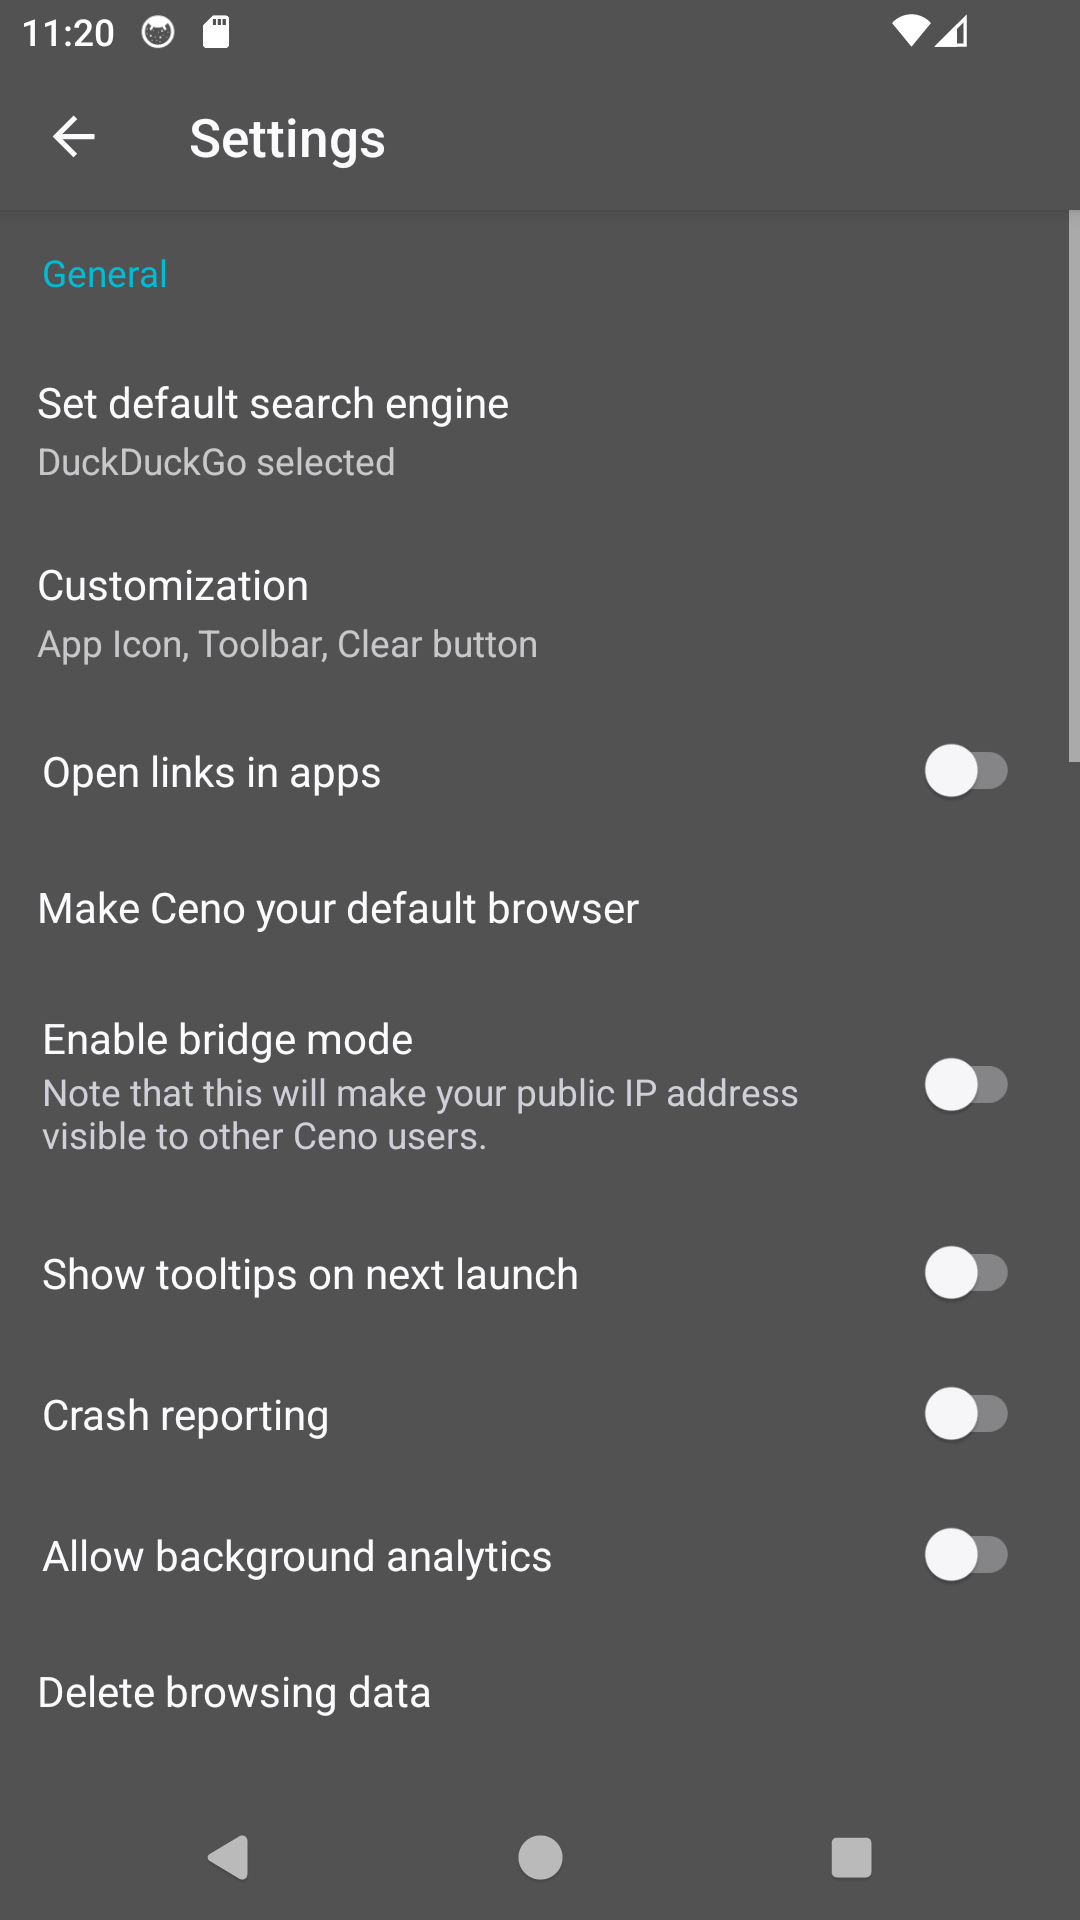 11:20
Settings
General
Set default search engine
DuckDuckGo selected
Customization
App Icon, Toolbar, Clear button
Open links in apps
Make Ceno your default browser
Enable bridge mode
Note that this will make your public IP address
visible to other Ceno users.
Show tooltips on next launch
Crash reporting
Allow background analytics
Delete browsing data